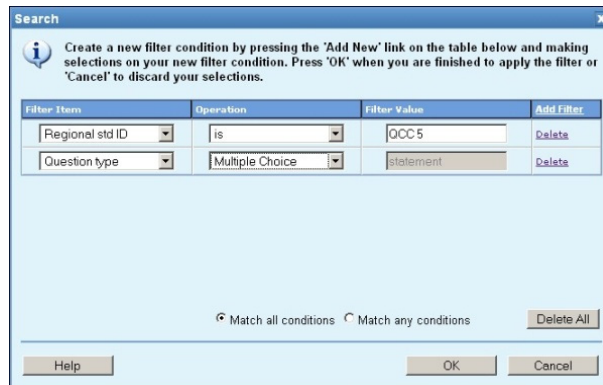 Search x
Create a new filter condition by pressing the 'Add New' link on the table below and making
selections on your new filter condition. Press 'OK' when you are finished to apply the filter or
'Cancel' to discard your selections.
Filter Item Operation Filter Value Add Filter
Regional std ID is QCC 5 Delete
Question type Multiple Choice statement Delete
Match all conditions Match any conditions Delete All
Help OK Cancel